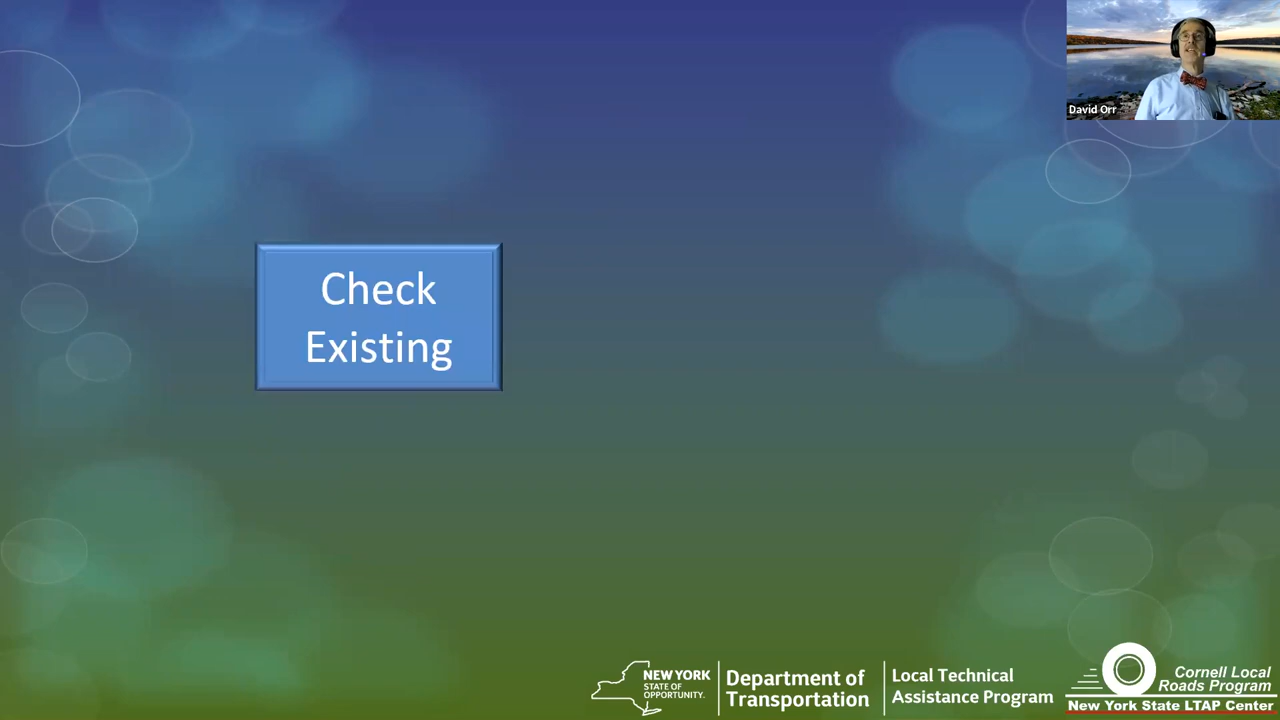 David Orr
Check
Existing
NEW YORK
STATE OF
OPPORTUNITY.
Department of
Transportation
Local Technical
Assistance Program
Cornell Local
Roads Program
New York State LTAP Center